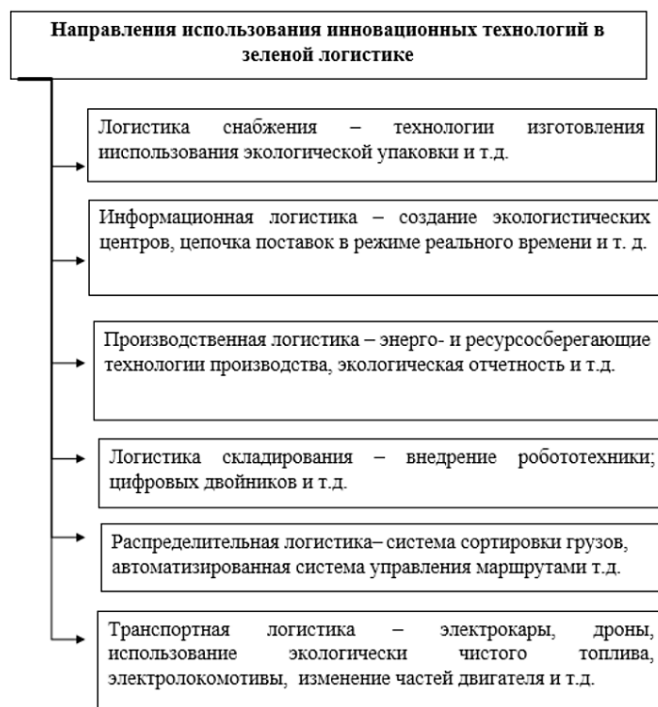 Направления использования инновационных технологий в
зеленой логистике
Логистика снабжения – технологии изготовления
ииспользования экологической упаковки и т.д.
Информационная логистика – создание экологистических
центров, цепочка поставок в режиме реального времени и т. д.
Производственная логистика – энерго- и ресурсосберегающие
технологии производства, экологическая отчетность и т.д.
Логистика складирования – внедрение робототехники;
цифровых двойников и т.д.
Распределительная логистика– система сортировки грузов,
автоматизированная система управления маршрутами т.д.
Транспортная логистика – электрокары, дроны,
использование экологически чистого топлива,
электролокомотивы, изменение частей двигателя и т.д.